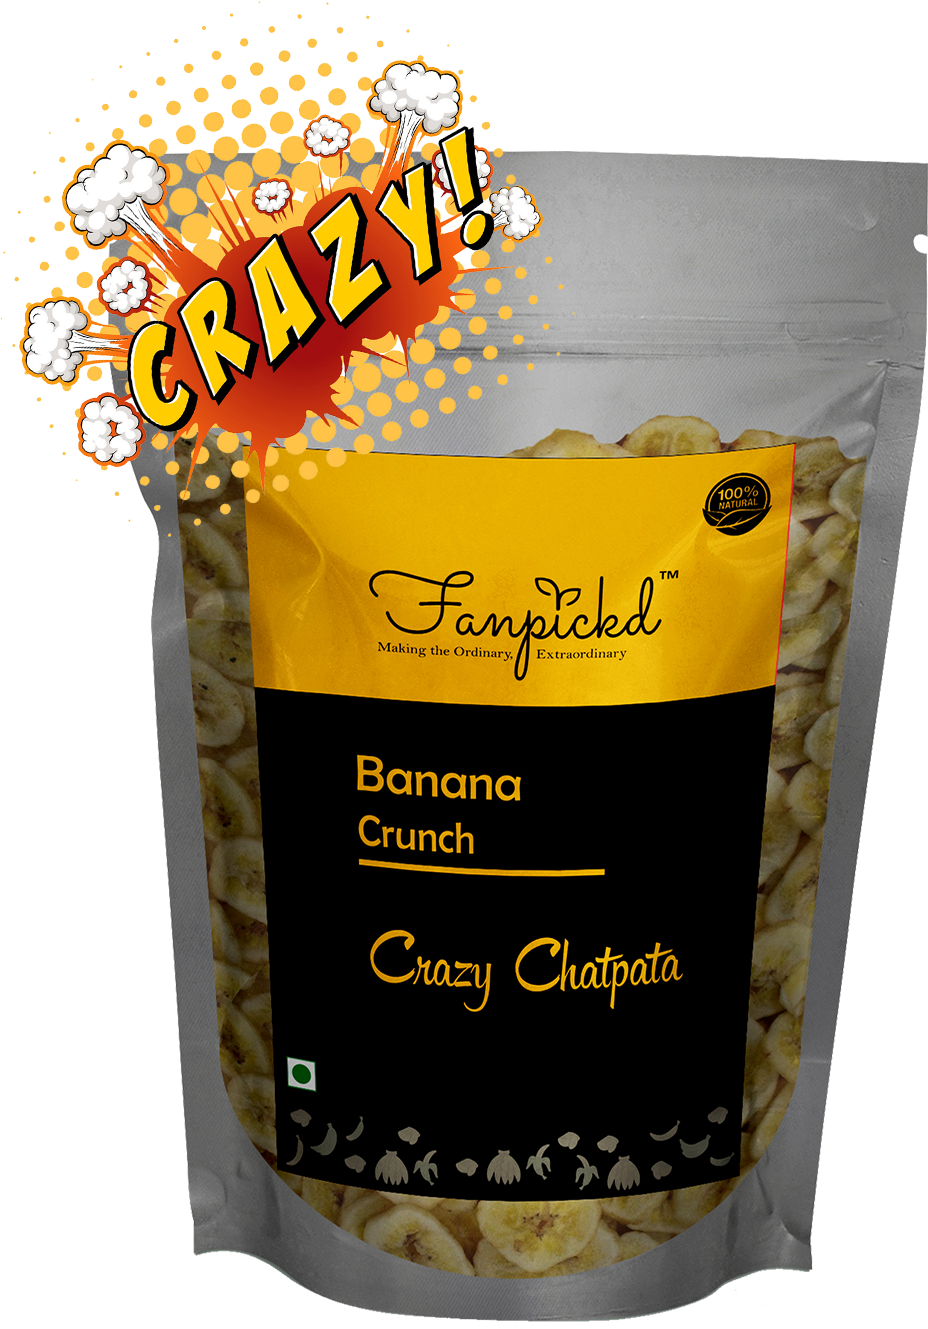 CRAZY!
100%
NATURAL
Fanpickd™
Making the Ordinary, Extraordinary
Banana
Crunch
Crazy Chatpata